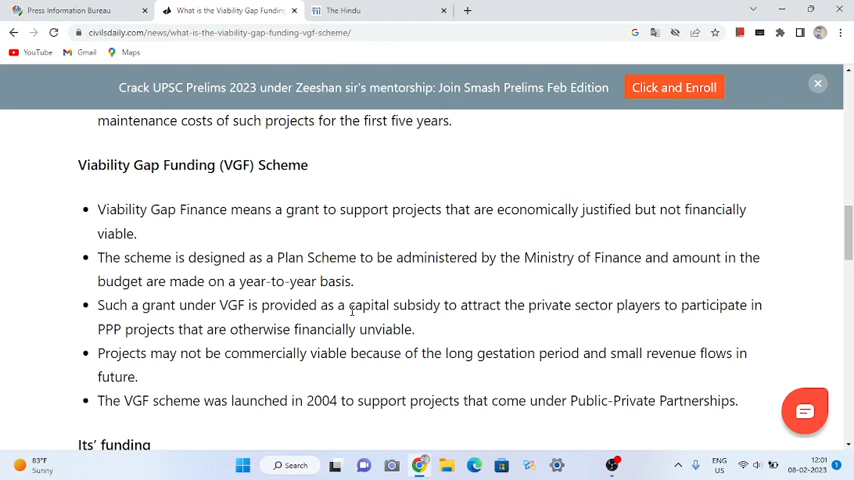 Press Information Bureau
What is the Viability Gap Funding
The Hindu
civilsdaily.com/news/what-is-the-viability-gap-funding-vgf-scheme/
YouTube Gmail Maps
Crack UPSC Prelims 2023 under Zeeshan sir's mentorship: Join Smash Prelims Feb Edition Click and Enroll
maintenance costs of such projects for the first five years.
Viability Gap Funding (VGF) Scheme
Viability Gap Finance means a grant to support projects that are economically justified but not financially
viable.
The scheme is designed as a Plan Scheme to be administered by the Ministry of Finance and amount in the
budget are made on a year-to-year basis.
Such a grant under VGF is provided as a capital subsidy to attract the private sector players to participate in
PPP projects that are otherwise financially unviable.
Projects may not be commercially viable because of the long gestation period and small revenue flows in
future.
The VGF scheme was launched in 2004 to support projects that come under Public-Private Partnerships.
Its' funding
83°F
Sunny
Search
ENG
US
12:01
08-02-2023
1